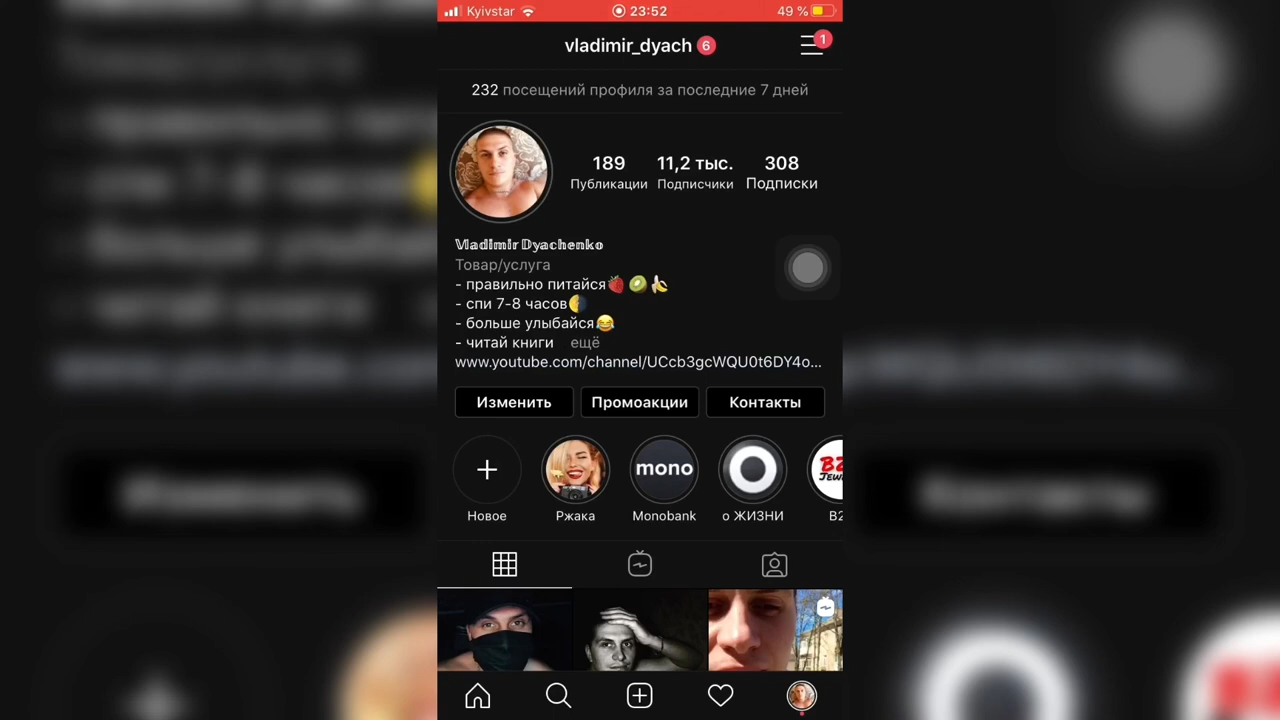 Kyivstar 23:52 49 %
vladimir_dyach 6
1
232 посещений профиля за последние 7 дней
189 11,2 тыс. 308
Публикации Подписчики Подписки
Vladimir Dyachenko
Товар/услуга
- правильно питайся🍓🥝🍌
- спи 7-8 часов🌗
- больше улыбайся😂
- читай книги ещё
www.youtube.com/channel/UCcb3gcWQU0t6DY4o...
Изменить Промоакции Контакты
mono
Новое Ржака Monobank о ЖИЗНИ B2